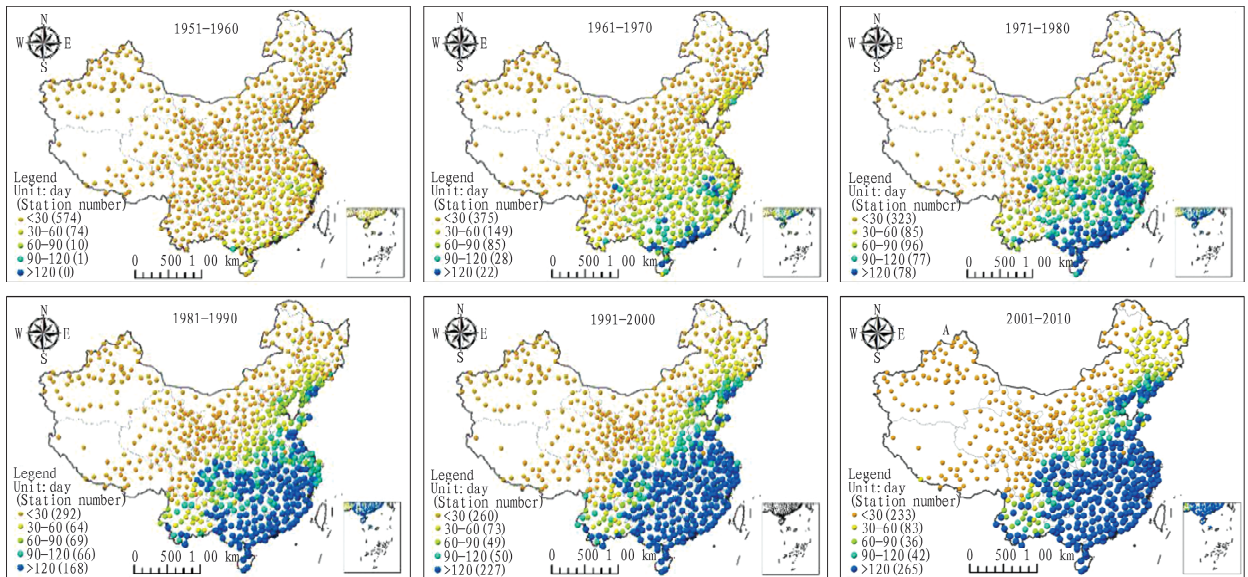 N
W E
S
1951-1960
Legend
Unit: day
(Station number)
<30 (574)
30-60 (74)
60-90 (10)
90-120 (1)
>120 (0)
0 500 1 00 km
N
W E
S
1961-1970
Legend
Unit: day
(Station number)
<30 (375)
30-60 (149)
60-90 (85)
90-120 (28)
>120 (22)
0 500 1 00 km
N
W E
S
1971-1980
Legend
Unit: day
(Station number)
<30 (323)
30-60 (85)
60-90 (96)
90-120 (77)
>120 (78)
0 500 1 00 km
N
W E
S
1981-1990
Legend
Unit: day
(Station number)
<30 (292)
30-60 (64)
60-90 (69)
90-120 (66)
>120 (168)
0 500 1 00 km
N
W E
S
1991-2000
Legend
Unit: day
(Station number)
<30 (260)
30-60 (73)
60-90 (49)
90-120 (50)
>120 (227)
0 500 1 00 km
N
W E
S
A
2001-2010
Legend
Unit: day
(Station number)
<30 (233)
30-60 (83)
60-90 (36)
90-120 (42)
>120 (265)
0 500 1 00 km